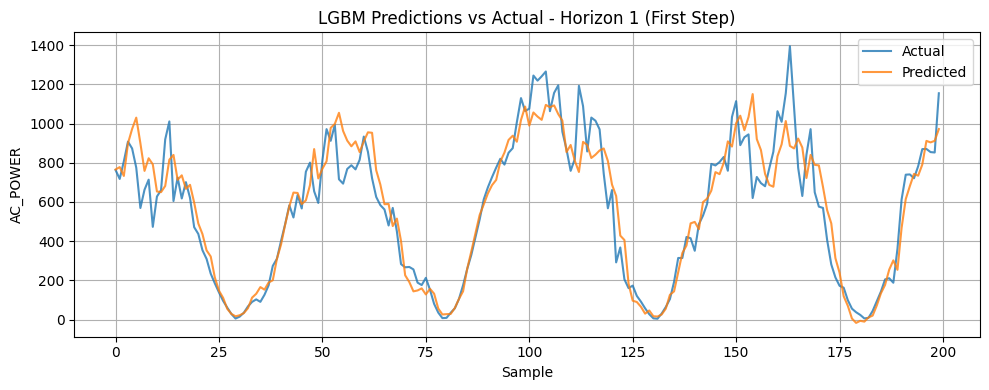 LGBM Predictions vs Actual - Horizon 1 (First Step)
Actual
Predicted
AC_POWER
1400
1200
1000
800
600
400
200
0
0 25 50 75 100 125 150 175 200
Sample